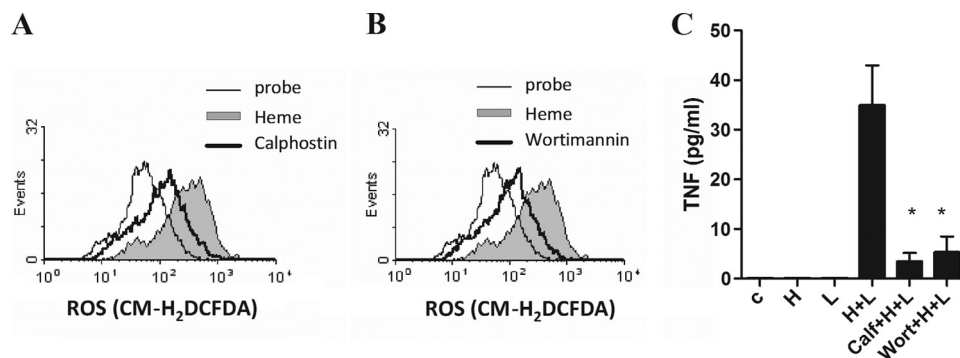 A
probe
Heme
Calphostin
32
Events
0
10⁰ 10¹ 10² 10³ 10⁴
ROS (CM-H₂DCFDA)
B
probe
Heme
Wortimannin
32
Events
0
10⁰ 10¹ 10² 10³ 10⁴
ROS (CM-H₂DCFDA)
C
50
40
30
20
10
0
TNF (pg/ml)
* *
c H L H+L Calf+H+L Wort+H+L